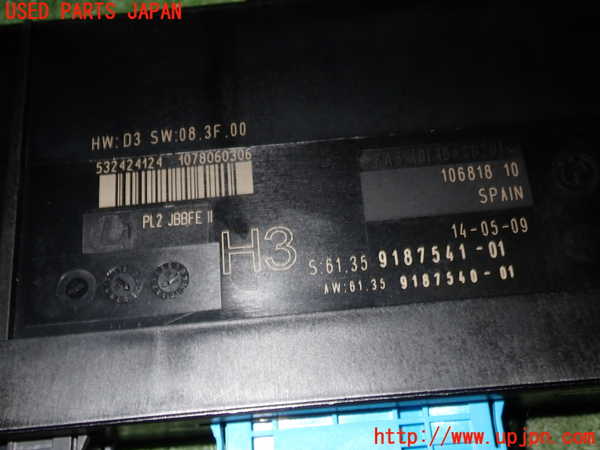 USED PARTS JAPAN
HW:D3 SW:08.3F.00
532424124 1078060306
PL2 JBBFE II
H3
106818 10
SPAIN
14-05-09
S:61.35 9187541-01
AW:61.35 9187540-01
http://www.upjpn.com/